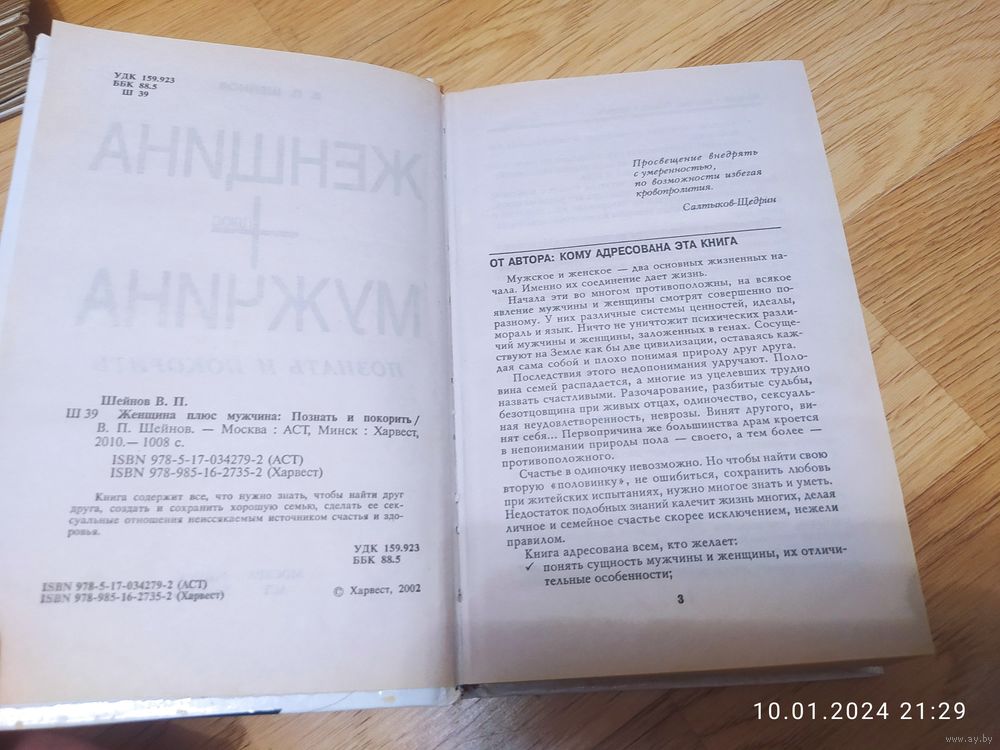 УДК 159.923
ББК 88.5
Ш 39
Шейнов В. П.
Ш 39 Женщина плюс мужчина: Познать и покорить/
В. П. Шейнов. — Москва : АСТ, Минск : Харвест,
2010.— 1008 с.
ISBN 978-5-17-034279-2 (АСТ)
ISBN 978-985-16-2735-2 (Харвест)
Книга содержит все, что нужно знать, чтобы найти друг
друга, создать и сохранить хорошую семью, сделать ее сек-
суальные отношения неиссякаемым источником счастья и здо-
ровья.
УДК 159.923
ББК 88.5
ISBN 978-5-17-034279-2 (АСТ)
ISBN 978-985-16-2735-2 (Харвест)
© Харвест, 2002
Просвещение внедрять
с умеренностью,
по возможности избегая
кровопролития.
Салтыков-Щедрин
ОТ АВТОРА: КОМУ АДРЕСОВАНА ЭТА КНИГА
Мужское и женское — два основных жизненных на-
чала. Именно их соединение дает жизнь.
Начала эти во многом противоположны, на всякое
явление мужчины и женщины смотрят совершенно по-
разному. У них различные системы ценностей, идеалы,
мораль и язык. Ничто не уничтожит психических разли-
чий мужчины и женщины, заложенных в генах. Сосуще-
ствуют на Земле как бы две цивилизации, оставаясь каж-
дая сама собой и плохо понимая природу друг друга.
Последствия этого недопонимания удручают. Поло-
вина семей распадается, а многие из уцелевших трудно
назвать счастливыми. Разочарование, разбитые судьбы,
безотцовщина при живых отцах, одиночество, сексуаль-
ная неудовлетворенность, неврозы. Винят другого, ви-
нят себя... Первопричина же большинства драм кроется
в непонимании природы пола — своего, а тем более —
противоположного.
Счастье в одиночку невозможно. Но чтобы найти свою
вторую «половинку», не ошибиться, сохранить любовь
при житейских испытаниях, нужно многое знать и уметь.
Недостаток подобных знаний калечит жизнь многих, делая
личное и семейное счастье скорее исключением, нежели
правилом.
Книга адресована всем, кто желает:
✓ понять сущность мужчины и женщины, их отличи-
тельные особенности;
3
10.01.2024 21:29
www.ay.by